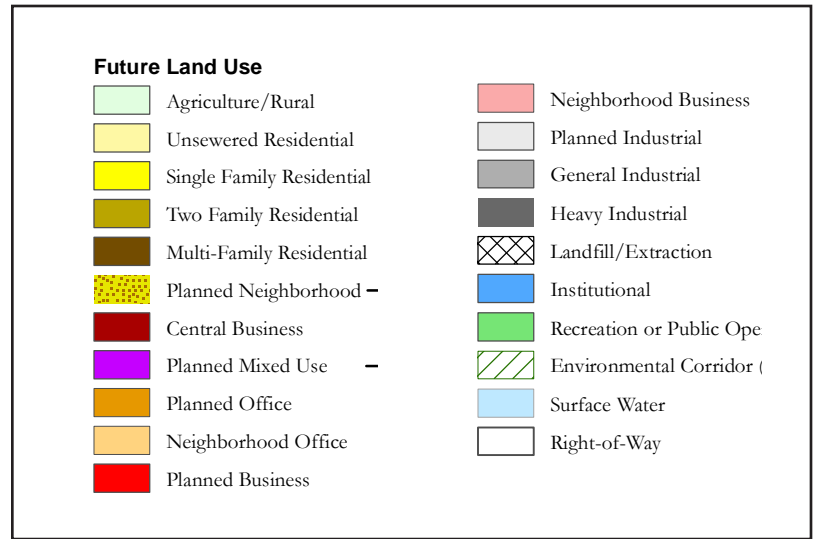 Future Land Use
Agriculture/Rural
Unsewered Residential
Single Family Residential
Two Family Residential
Multi-Family Residential
Planned Neighborhood –
Central Business
Planned Mixed Use –
Planned Office
Neighborhood Office
Planned Business
Neighborhood Business
Planned Industrial
General Industrial
Heavy Industrial
Landfill/Extraction
Institutional
Recreation or Public Ope
Environmental Corridor (
Surface Water
Right-of-Way